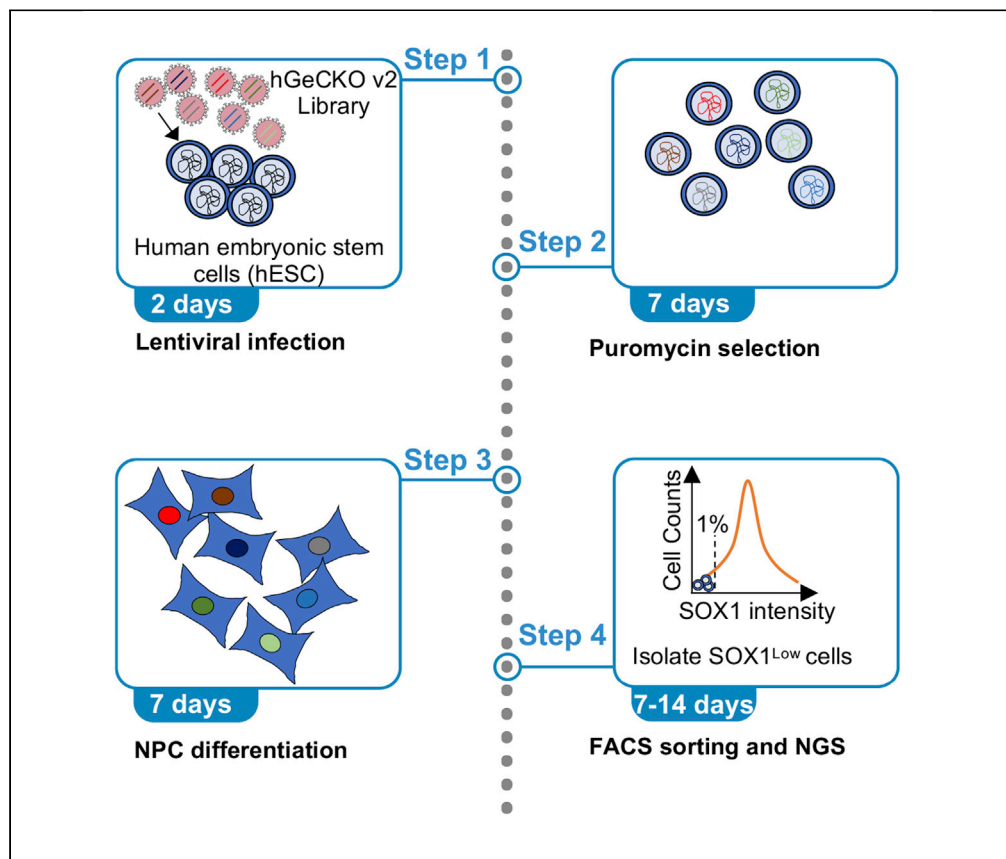 Step 1
hGeCKO v2
Library
Human embryonic stem
cells (hESC)
2 days
Lentiviral infection
Step 2
7 days
Puromycin selection
Step 3
7 days
NPC differentiation
Step 4
Cell Counts
1%
SOX1 intensity
Isolate SOX1Low cells
7-14 days
FACS sorting and NGS